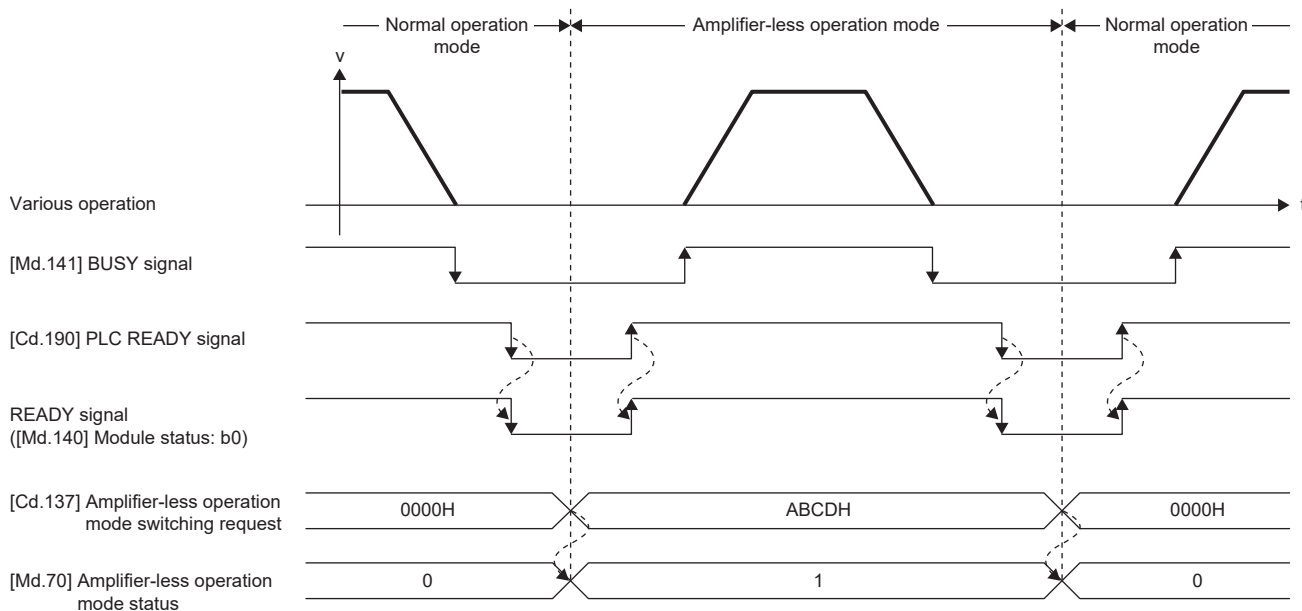 Normal operation mode
Amplifier-less operation mode
Normal operation mode
v
Various operation
t
[Md.141] BUSY signal
[Cd.190] PLC READY signal
READY signal
([Md.140] Module status: b0)
[Cd.137] Amplifier-less operation
mode switching request
0000H
ABCDH
0000H
[Md.70] Amplifier-less operation
mode status
0
1
0